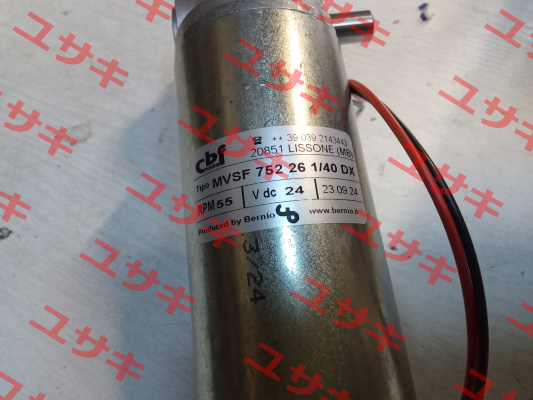 cbf
☎ ++ 39 039 2143443
20851 LISSONE (MB)
Tipo MVSF 752 26 1/40 DX
RPM 55 V dc 24 23.09 24
Produced by Bernio www.bernio.it
3/24
ユサキ
ユサキ
ユサキ
ユサキ
ユサキ
ユサキ
ユサキ
ユサキ
ユサキ
ユサキ
ユサキ
ユサキ
ユサキ